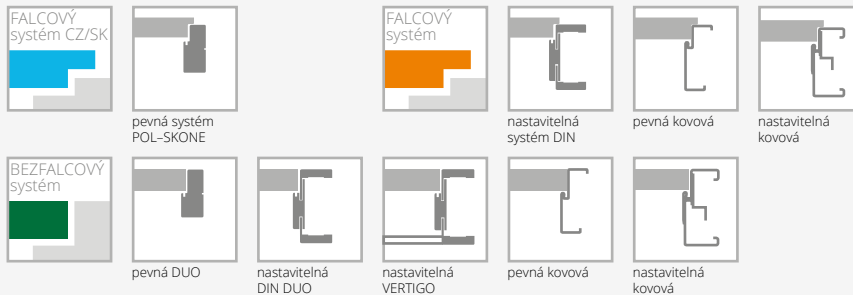 FALCOVÝ
systém CZ/SK
pevná systém
POL–SKONE
FALCOVÝ
systém
nastavitelná
systém DIN
pevná kovová
nastavitelná
kovová
BEZFALCOVÝ
systém
pevná DUO
nastavitelná
DIN DUO
nastavitelná
VERTIGO
pevná kovová
nastavitelná
kovová